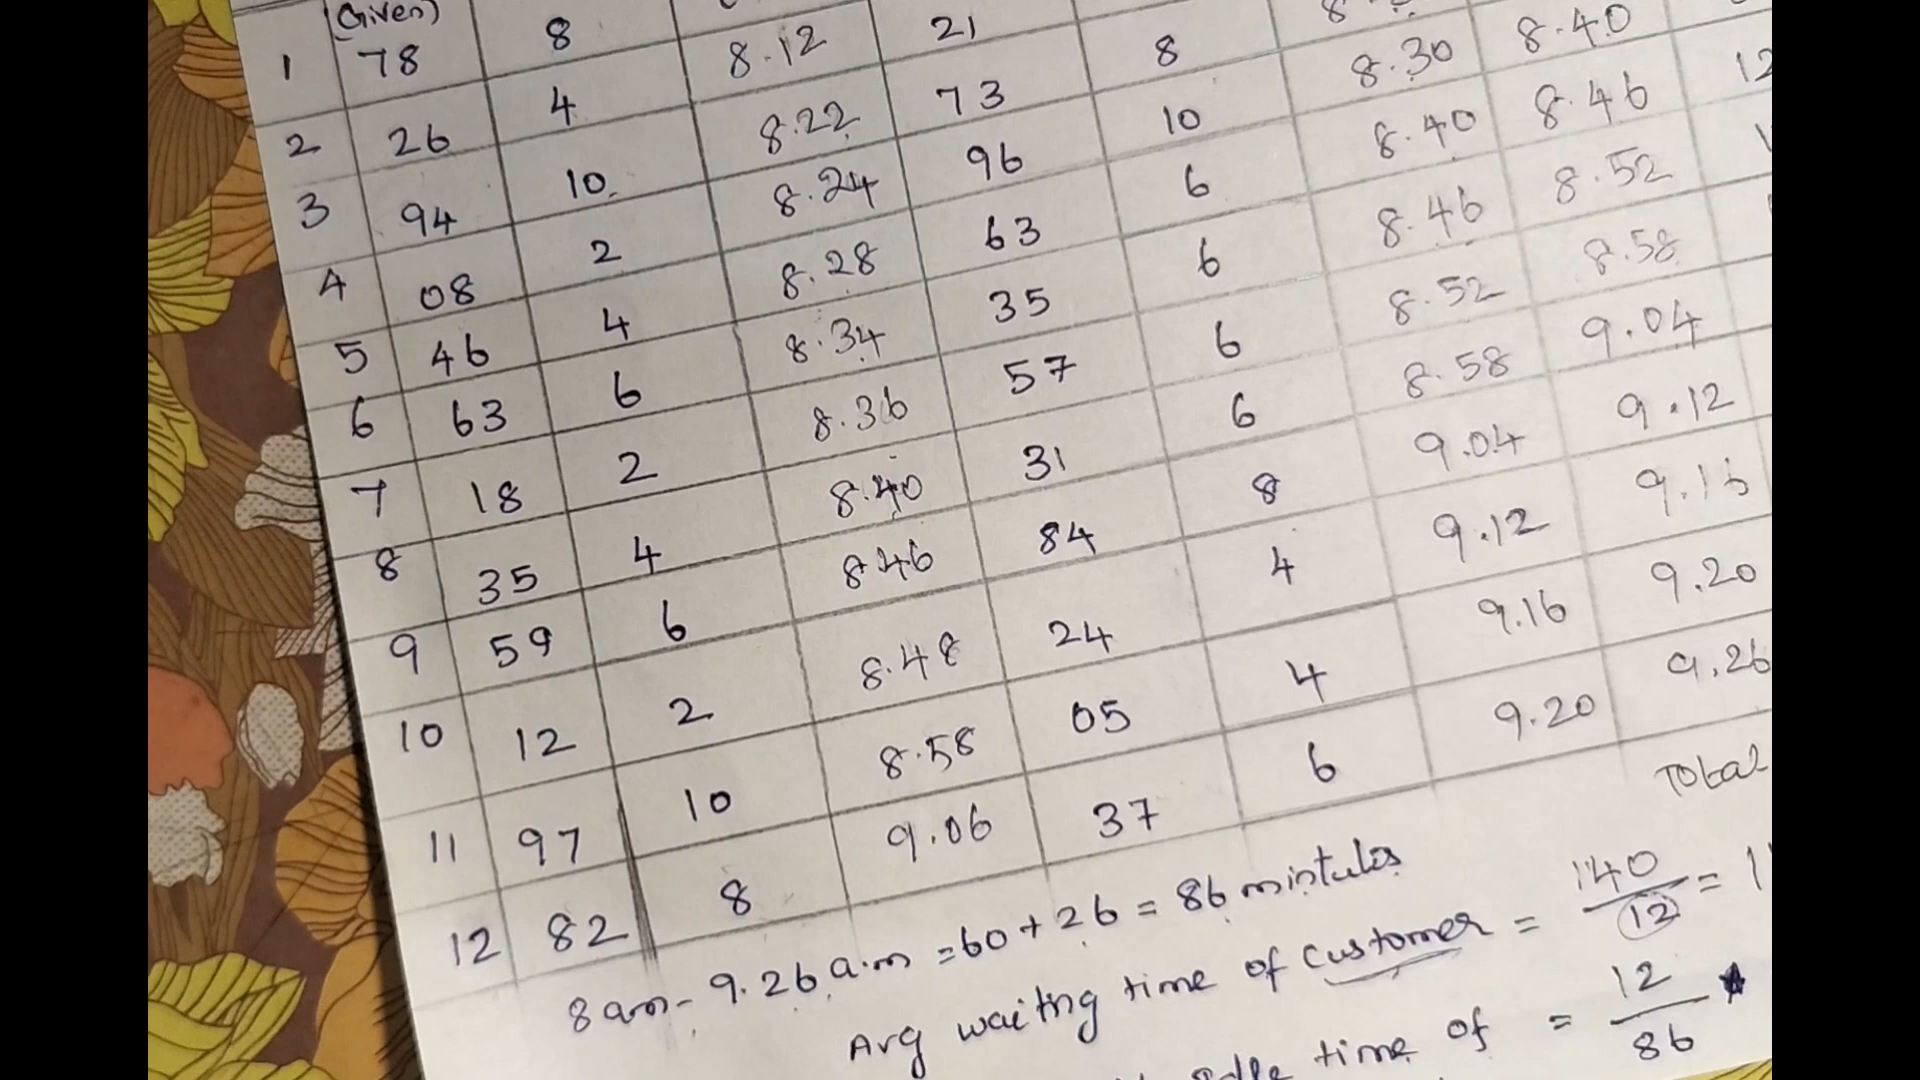 (Given)
1 78 8
2 26 4 8.12 21
3 94 10 8.22 73 8
4 08 2 8.24 96 10 8.30 8.40
5 46 4 8.28 63 6 8.40 8.46 12
6 63 6 8.34 35 6 8.46 8.52
7 18 2 8.36 57 6 8.52 8.58
8 35 4 8.40 31 6 8.58 9.04
9 59 6 8.46 84 8 9.04 9.12
10 12 2 8.48 24 4 9.12 9.16
11 97 10 8.58 05 4 9.16 9.20
12 82 8 9.06 37 6 9.20 9.26
Total
8am - 9.26 a.m = 60 + 26 = 86 mintules
Avg waiting time of customer = 140/12 =
time of = 12/86